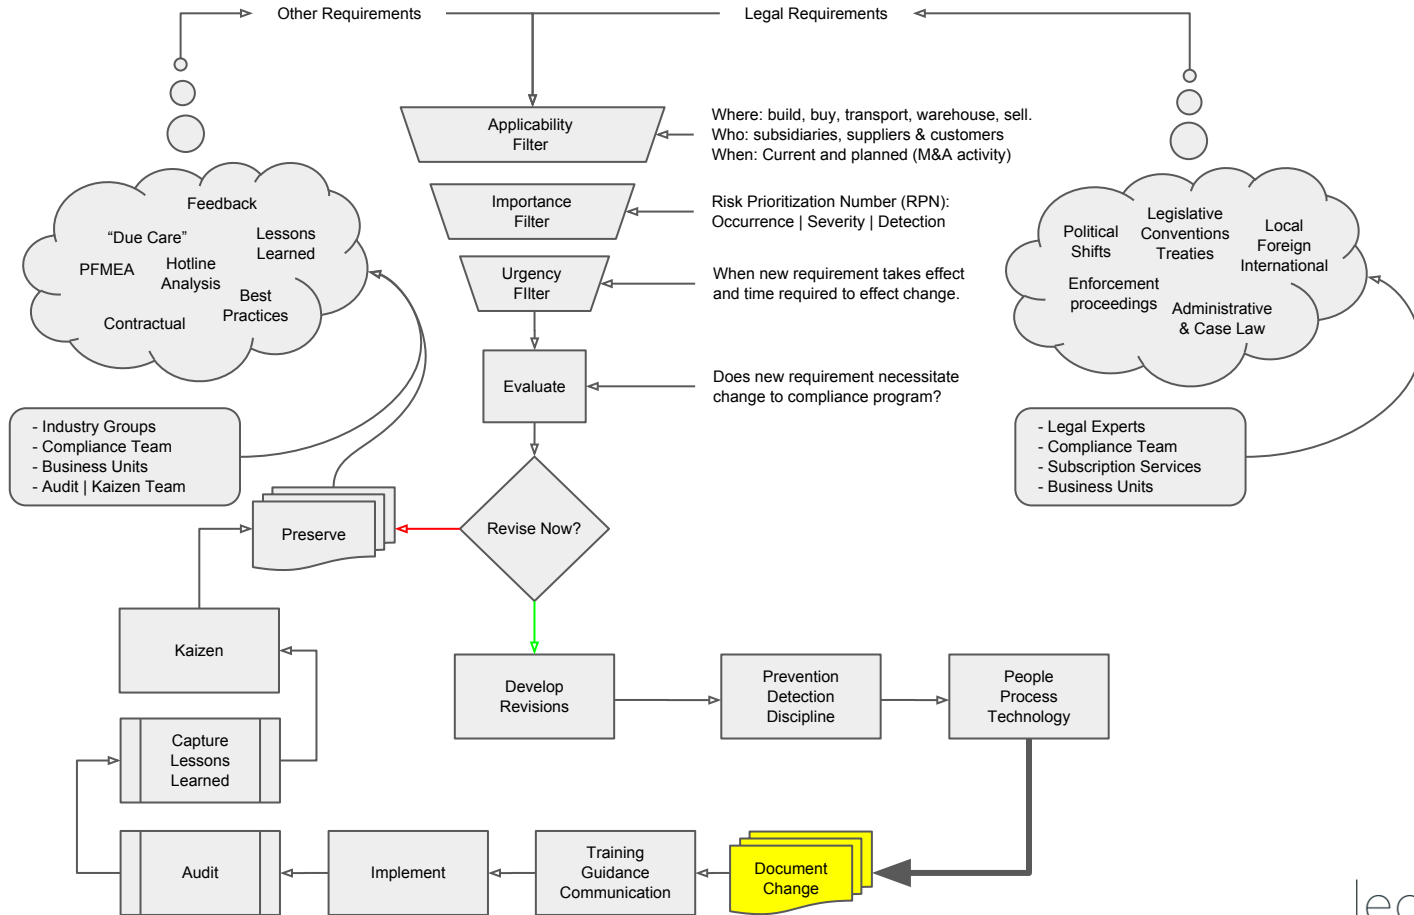 Other Requirements
Legal Requirements
Applicability
Filter
Where: build, buy, transport, warehouse, sell.
Who: subsidiaries, suppliers & customers
When: Current and planned (M&A activity)
Importance
Filter
Risk Prioritization Number (RPN):
Occurrence | Severity | Detection
Urgency
FIlter
When new requirement takes effect
and time required to effect change.
Evaluate
Does new requirement necessitate
change to compliance program?
Feedback
“Due Care”
Lessons
Learned
PFMEA
Hotline
Analysis
Best
Practices
Contractual
Political
Shifts
Legislative
Conventions
Treaties
Local
Foreign
International
Enforcement
proceedings
Administrative
& Case Law
- Industry Groups
- Compliance Team
- Business Units
- Audit | Kaizen Team
- Legal Experts
- Compliance Team
- Subscription Services
- Business Units
Preserve
Revise Now?
Kaizen
Develop
Revisions
Prevention
Detection
Discipline
People
Process
Technology
Capture
Lessons
Learned
Audit
Implement
Training
Guidance
Communication
Document
Change